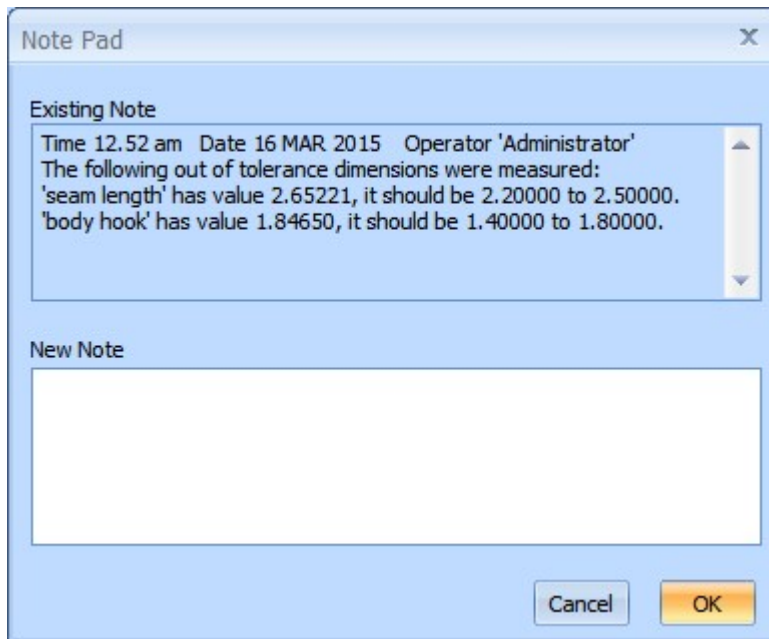 Note Pad
Existing Note
Time 12.52 am Date 16 MAR 2015 Operator 'Administrator'
The following out of tolerance dimensions were measured:
'seam length' has value 2.65221, it should be 2.20000 to 2.50000.
'body hook' has value 1.84650, it should be 1.40000 to 1.80000.
New Note
Cancel OK